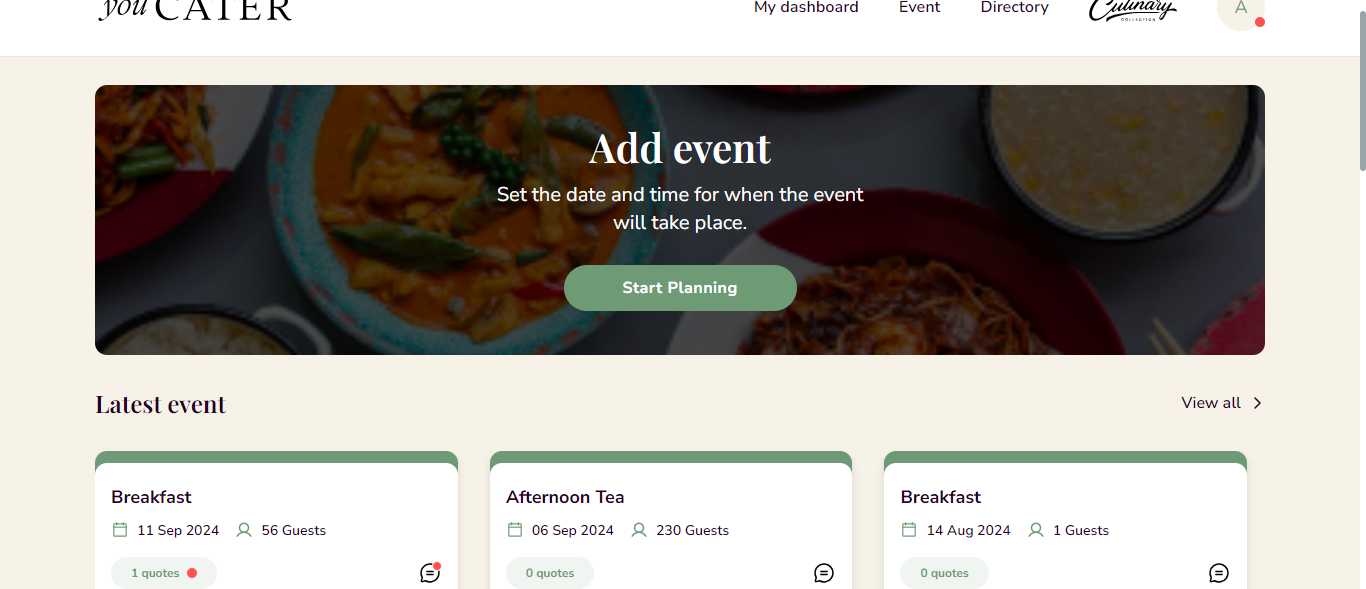 you CATER
My dashboard
Event
Directory
Culinary
COLLECTION
A
Add event
Set the date and time for when the event
will take place.
Start Planning
Latest event
View all
Breakfast
11 Sep 2024
56 Guests
1 quotes
Afternoon Tea
06 Sep 2024
230 Guests
0 quotes
Breakfast
14 Aug 2024
1 Guests
0 quotes